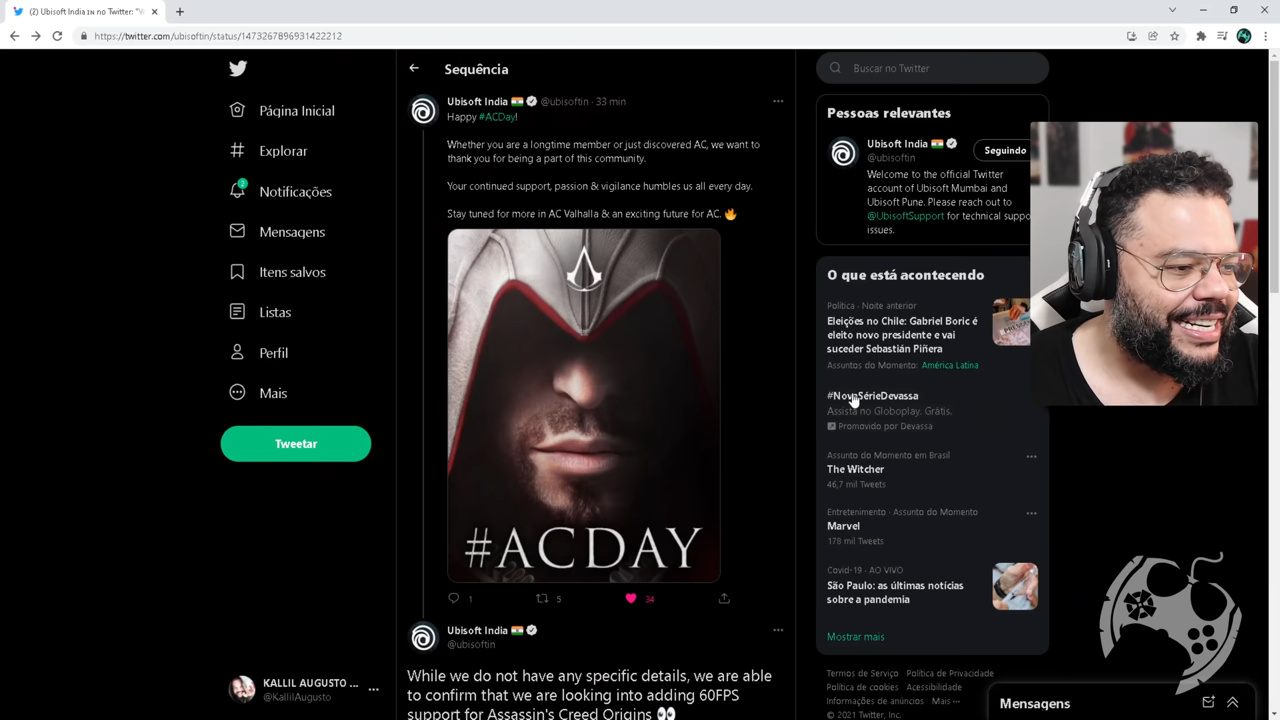 (2) Ubisoft India 🇮🇳 no Twitter: "W
https://twitter.com/ubisoftin/status/1473267896931422212
Página Inicial
Explorar
2
Notificações
Mensagens
Itens salvos
Listas
Perfil
Mais
Tweetar
KALLIL AUGUSTO ...
@KallilAugusto
Sequência
Ubisoft India 🇮🇳 @ubisoftin · 33 min
Happy #ACDay!
Whether you are a longtime member or just discovered AC, we want to
thank you for being a part of this community.
Your continued support, passion & vigilance humbles us all every day.
Stay tuned for more in AC Valhalla & an exciting future for AC. 🔥
#ACDAY
1
5
34
Ubisoft India 🇮🇳
@ubisoftin
While we do not have any specific details, we are able
to confirm that we are looking into adding 60FPS
support for Assassin's Creed Origins 👀
Buscar no Twitter
Pessoas relevantes
Ubisoft India 🇮🇳
@ubisoftin
Seguindo
Welcome to the official Twitter
account of Ubisoft Mumbai and
Ubisoft Pune. Please reach out to
@UbisoftSupport for technical suppo
issues.
O que está acontecendo
Política · Noite anterior
Eleições no Chile: Gabriel Boric é
eleito novo presidente e vai
suceder Sebastián Piñera
Assuntos do Momento: América Latina
#NovaSérieDevassa
Assista no Globoplay. Grátis.
Promovido por Devassa
Assunto do Momento em Brasil
The Witcher
46,7 mil Tweets
Entretenimento · Assunto do Momento
Marvel
178 mil Tweets
Covid-19 · AO VIVO
São Paulo: as últimas notícias
sobre a pandemia
Mostrar mais
Termos de Serviço Política de Privacidade
Política de cookies Acessibilidade
Informações de anúncios Mais ···
© 2021 Twitter, Inc.
Mensagens